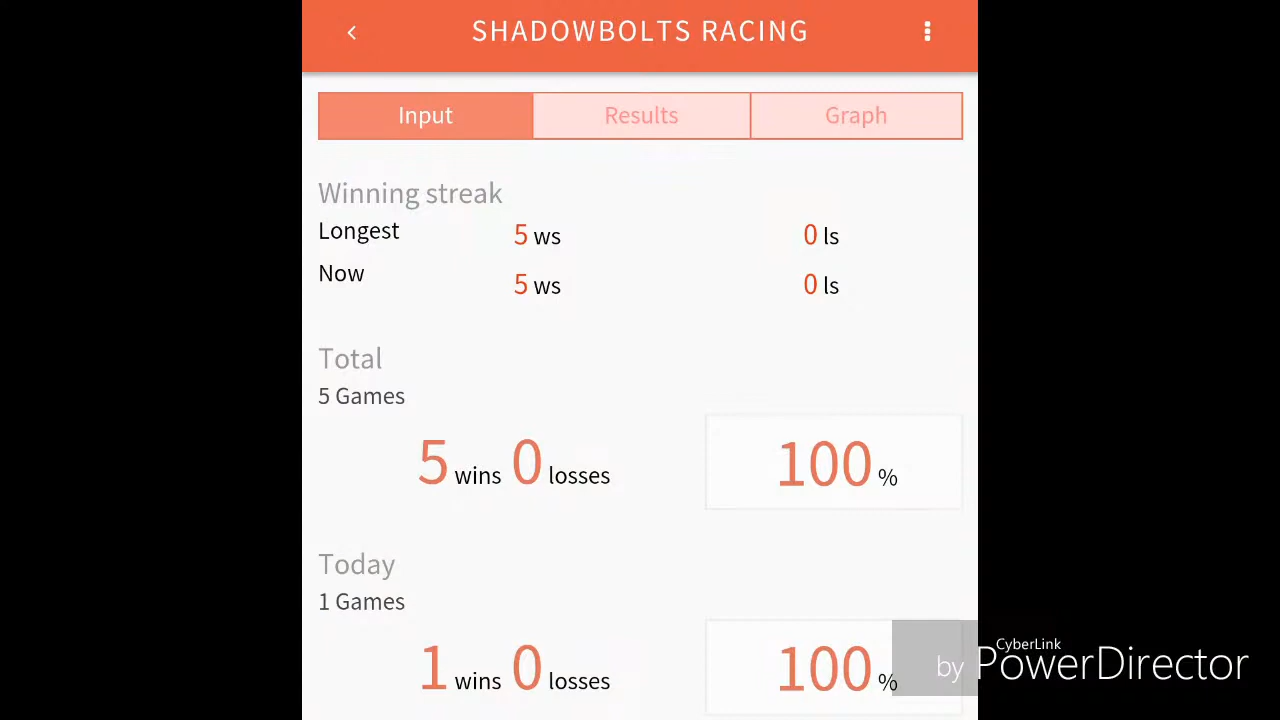 SHADOWBOLTS RACING
Input Results Graph
Winning streak
Longest 5 ws 0 ls
Now 5 ws 0 ls
Total
5 Games
5 wins 0 losses 100 %
Today
1 Games
1 wins 0 losses 100 %
CyberLink
by PowerDirector